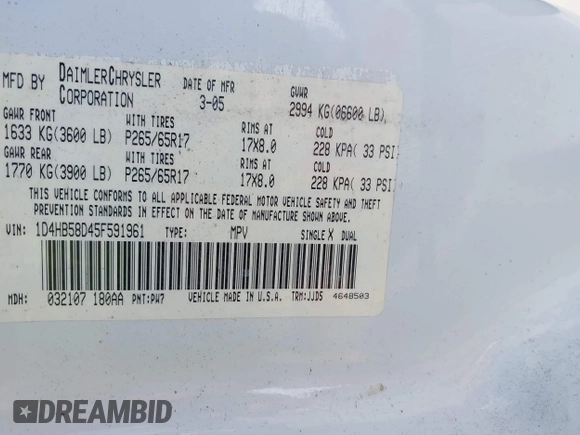 MFD BY DAIMLERCHRYSLER CORPORATION DATE OF MFR 3-05 GVWR 2994 KG(06600 LB)
GAWR FRONT WITH TIRES RIMS AT COLD
1633 KG(3600 LB) P265/65R17 17X8.0 228 KPA( 33 PSI)
GAWR REAR WITH TIRES RIMS AT COLD
1770 KG(3900 LB) P265/65R17 17X8.0 228 KPA( 33 PSI)
THIS VEHICLE CONFORMS TO ALL APPLICABLE FEDERAL MOTOR VEHICLE SAFETY AND THEFT
PREVENTION STANDARDS IN EFFECT ON THE DATE OF MANUFACTURE SHOWN ABOVE.
VIN: 1D4HB58D45F591961 TYPE: MPV SINGLE X DUAL
MDH: 032107 180AA PNT:PW7 VEHICLE MADE IN U.S.A. TRM:JJD5 4648503
DREAMBID